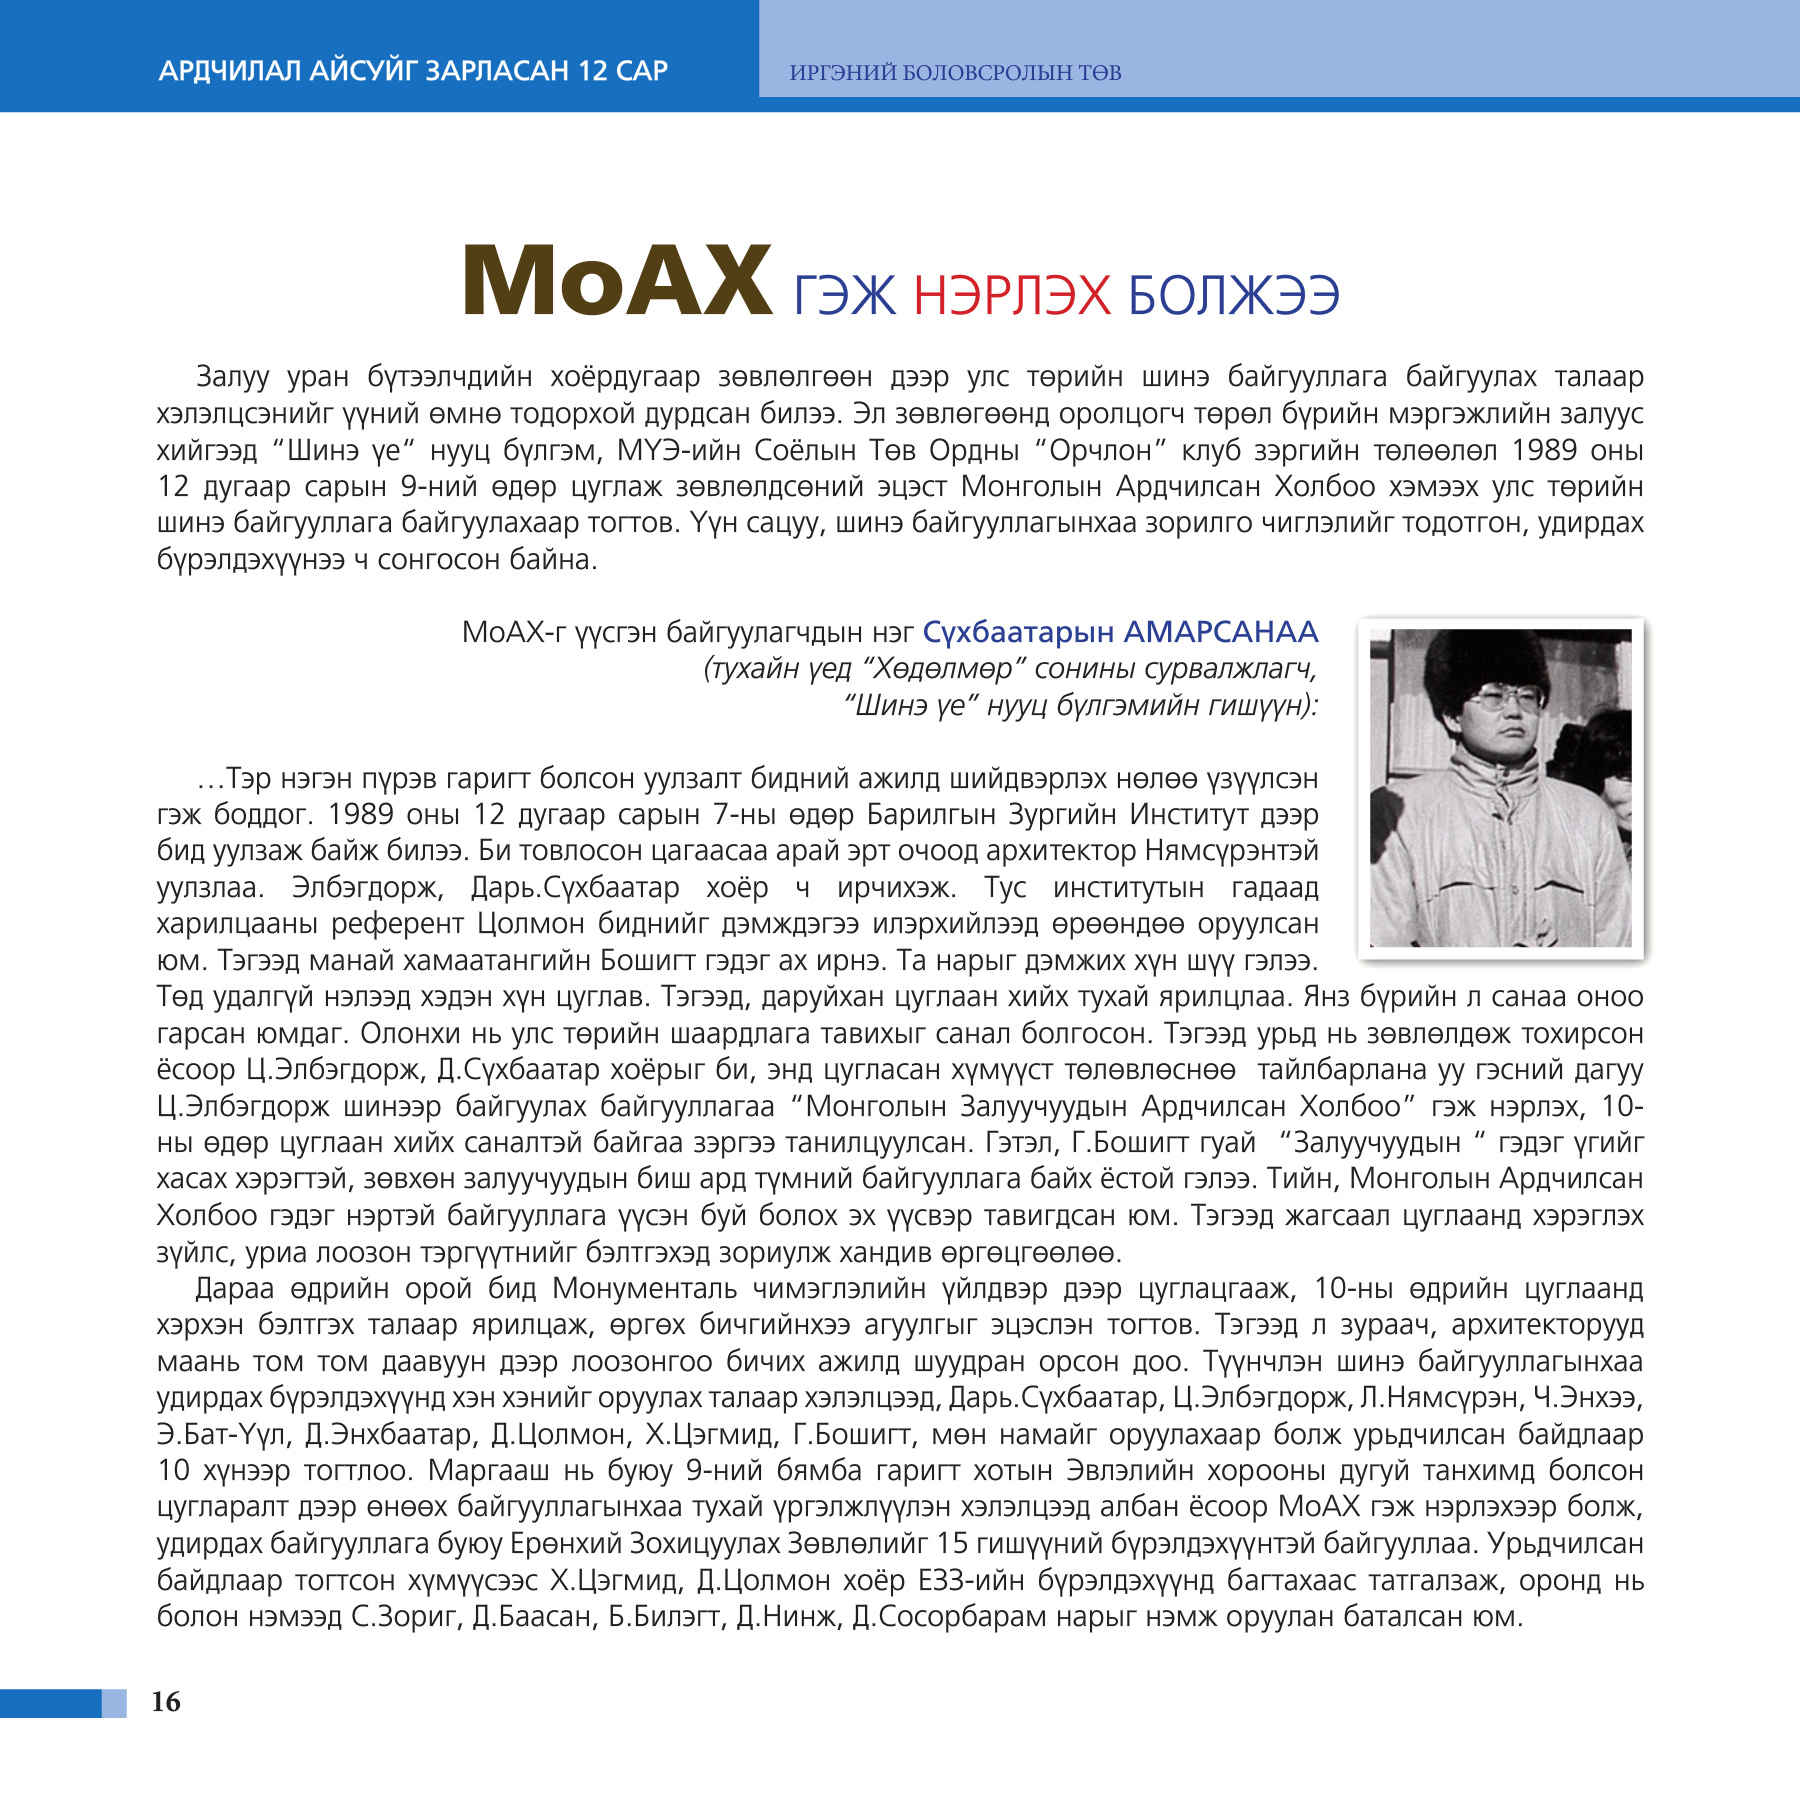 АРДЧИЛАЛ АЙСУЙГ ЗАРЛАСАН 12 САР
ИРГЭНИЙ БОЛОВСРОЛЫН ТӨВ
МоАХ ГЭЖ НЭРЛЭХ БОЛЖЭЭ
Залуу уран бүтээлчдийн хоёрдугаар зөвлөлгөөн дээр улс төрийн шинэ байгууллага байгуулах талаар
хэлэлцсэнийг үүний өмнө тодорхой дурдсан билээ. Эл зөвлөгөөнд оролцогч төрөл бүрийн мэргэжлийн залуус
хийгээд “Шинэ үе“ нууц бүлгэм, МҮЭ-ийн Соёлын Төв Ордны “Орчлон” клуб зэргийн төлөөлөл 1989 оны
12 дугаар сарын 9-ний өдөр цуглаж зөвлөлдсөний эцэст Монголын Ардчилсан Холбоо хэмээх улс төрийн
шинэ байгууллага байгуулахаар тогтов. Үүн сацуу, шинэ байгууллагынхаа зорилго чиглэлийг тодотгон, удирдах
бүрэлдэхүүнээ ч сонгосон байна.
МоАХ-г үүсгэн байгуулагчдын нэг Сүхбаатарын АМАРСАНАА
(тухайн үед “Хөдөлмөр” сонины сурвалжлагч,
“Шинэ үе” нууц бүлгэмийн гишүүн):
…Тэр нэгэн пүрэв гаригт болсон уулзалт бидний ажилд шийдвэрлэх нөлөө үзүүлсэн
гэж боддог. 1989 оны 12 дугаар сарын 7-ны өдөр Барилгын Зургийн Институт дээр
бид уулзаж байж билээ. Би товлосон цагаасаа арай эрт очоод архитектор Нямсүрэнтэй
уулзлаа. Элбэгдорж, Дарь.Сүхбаатар хоёр ч ирчихэж. Тус институтын гадаад
харилцааны референт Цолмон биднийг дэмждэгээ илэрхийлээд өрөөндөө оруулсан
юм. Тэгээд манай хамаатангийн Бошигт гэдэг ах ирнэ. Та нарыг дэмжих хүн шүү гэлээ.
Төд удалгүй нэлээд хэдэн хүн цуглав. Тэгээд, даруйхан цуглаан хийх тухай ярилцлаа. Янз бүрийн л санаа оноо
гарсан юмдаг. Олонхи нь улс төрийн шаардлага тавихыг санал болгосон. Тэгээд урьд нь зөвлөлдөж тохирсон
ёсоор Ц.Элбэгдорж, Д.Сүхбаатар хоёрыг би, энд цугласан хүмүүст төлөвлөснөө тайлбарлана уу гэсний дагуу
Ц.Элбэгдорж шинээр байгуулах байгууллагаа “Монголын Залуучуудын Ардчилсан Холбоо” гэж нэрлэх, 10-
ны өдөр цуглаан хийх саналтэй байгаа зэргээ танилцуулсан. Гэтэл, Г.Бошигт гуай “Залуучуудын “ гэдэг үгийг
хасах хэрэгтэй, зөвхөн залуучуудын биш ард түмний байгууллага байх ёстой гэлээ. Тийн, Монголын Ардчилсан
Холбоо гэдэг нэртэй байгууллага үүсэн буй болох эх үүсвэр тавигдсан юм. Тэгээд жагсаал цуглаанд хэрэглэх
зүйлс, уриа лоозон тэргүүтнийг бэлтгэхэд зориулж хандив өргөцгөөлөө.
Дараа өдрийн орой бид Монументаль чимэглэлийн үйлдвэр дээр цуглацгааж, 10-ны өдрийн цуглаанд
хэрхэн бэлтгэх талаар ярилцаж, өргөх бичгийнхээ агуулгыг эцэслэн тогтов. Тэгээд л зураач, архитекторууд
маань том том даавуун дээр лоозонгоо бичих ажилд шуудран орсон доо. Түүнчлэн шинэ байгууллагынхаа
удирдах бүрэлдэхүүнд хэн хэнийг оруулах талаар хэлэлцээд, Дарь.Сүхбаатар, Ц.Элбэгдорж, Л.Нямсүрэн, Ч.Энхээ,
Э.Бат-Үүл, Д.Энхбаатар, Д.Цолмон, Х.Цэгмид, Г.Бошигт, мөн намайг оруулахаар болж урьдчилсан байдлаар
10 хүнээр тогтлоо. Маргааш нь буюу 9-ний бямба гаригт хотын Эвлэлийн хорооны дугуй танхимд болсон
цугларалт дээр өнөөх байгууллагынхаа тухай үргэлжлүүлэн хэлэлцээд албан ёсоор МоАХ гэж нэрлэхээр болж,
удирдах байгууллага буюу Ерөнхий Зохицуулах Зөвлөлийг 15 гишүүний бүрэлдэхүүнтэй байгууллаа. Урьдчилсан
байдлаар тогтсон хүмүүсээс Х.Цэгмид, Д.Цолмон хоёр ЕЗЗ-ийн бүрэлдэхүүнд багтахаас татгалзаж, оронд нь
болон нэмээд С.Зориг, Д.Баасан, Б.Билэгт, Д.Нинж, Д.Сосорбарам нарыг нэмж оруулан баталсан юм.
16